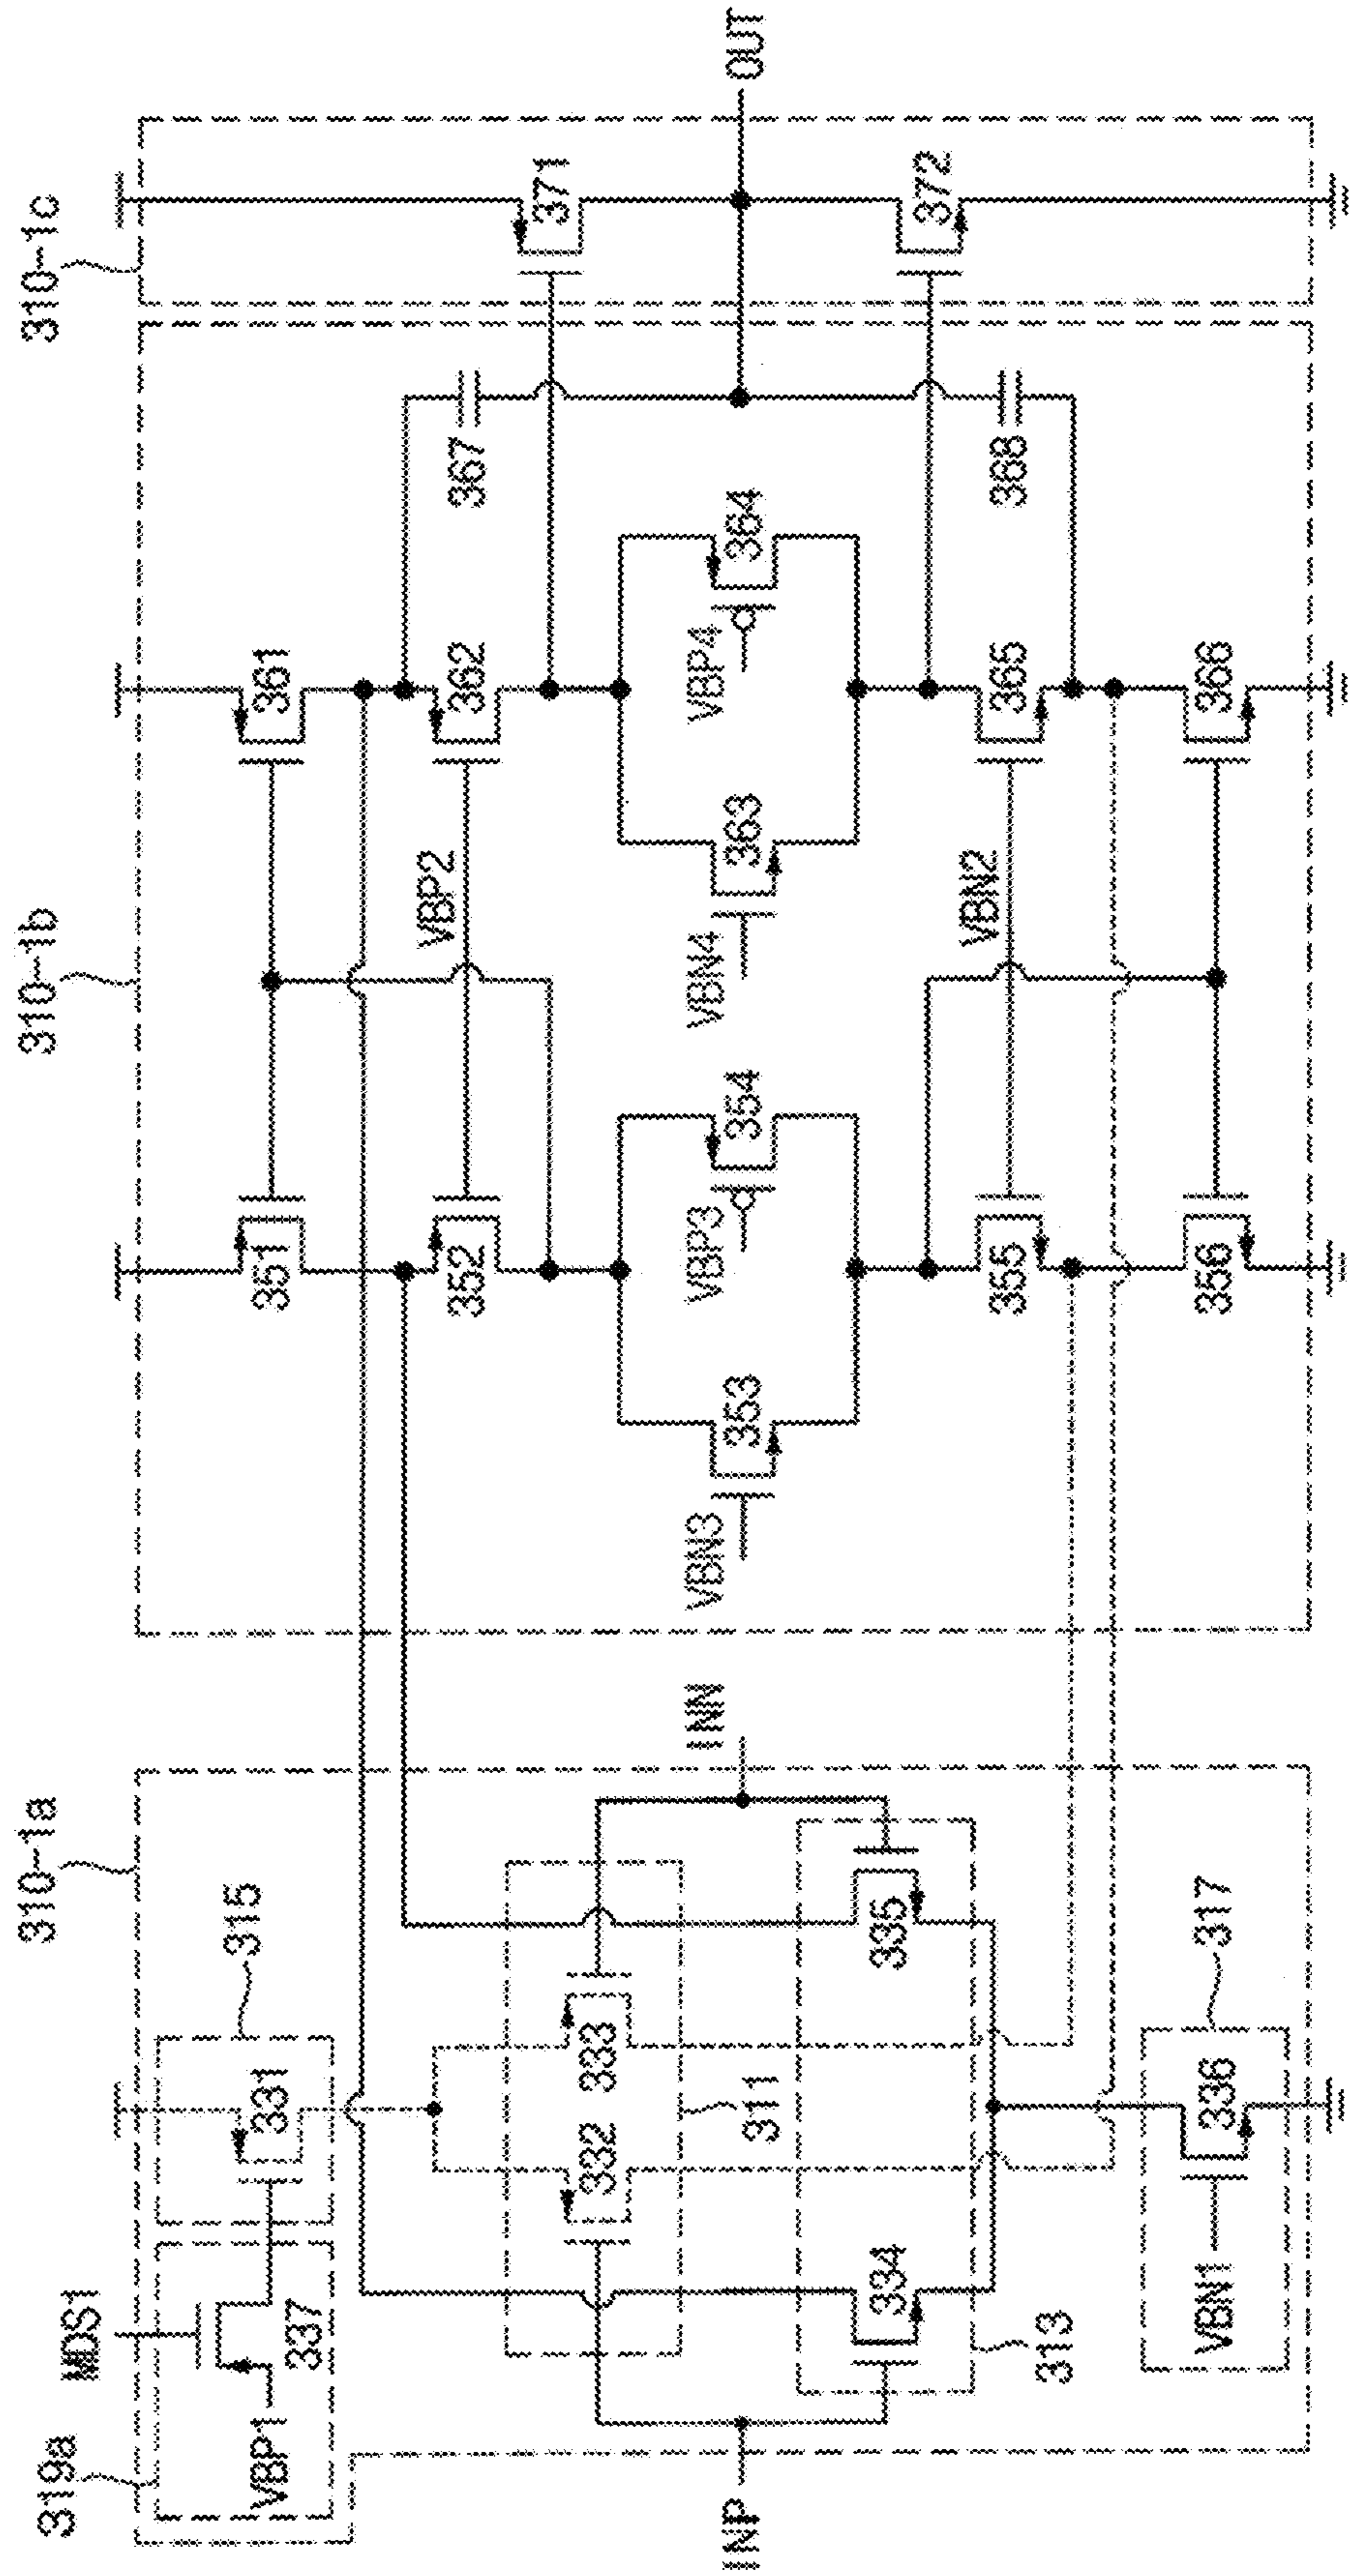 310-1a
310-1b
310-1c
319a
MDS1
315
VBP1
337
331
361
351
367
362
352
VBP2
371
332
333
311
INP
INN
VBN3
353
VBP3
354
VBN4
363
VBP4
364
OUT
334
335
313
355
VBN2
365
368
372
317
VBN1
336
356
366